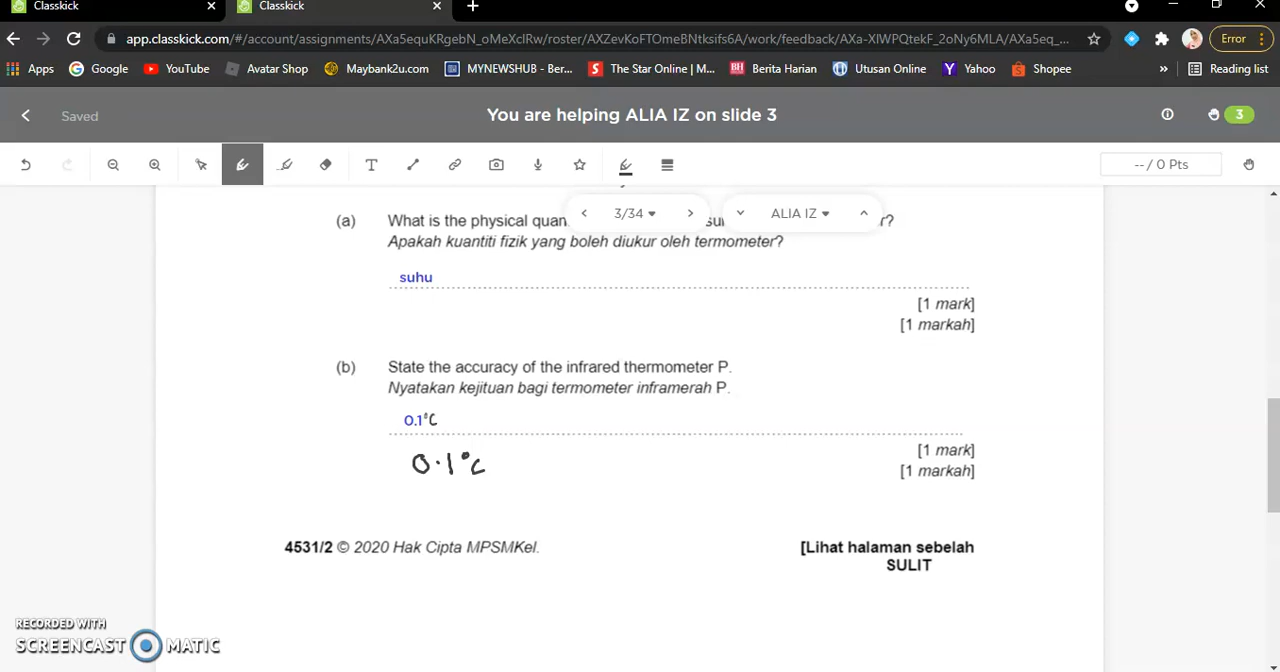 Classkick
Classkick
app.classkick.com/#/account/assignments/AXa5equKRgebN_oMeXclRw/roster/AXZevKoFTOmeBNtksifs6A/work/feedback/AXa-XlWPQtekF_2oNy6MLA/AXa5eq_...
Error
Apps Google YouTube Avatar Shop Maybank2u.com MYNEWSHUB - Ber... The Star Online | M... Berita Harian Utusan Online Yahoo Shopee » Reading list
Saved You are helping ALIA IZ on slide 3 3
T -- / 0 Pts
3/34 ALIA IZ
(a) What is the physical quan
Apakah kuantiti fizik yang boleh diukur oleh termometer?
suhu
[1 mark]
[1 markah]
(b) State the accuracy of the infrared thermometer P.
Nyatakan kejituan bagi termometer inframerah P.
0.1°C
[1 mark]
0.1°C
[1 markah]
4531/2 © 2020 Hak Cipta MPSMKel. [Lihat halaman sebelah
SULIT
RECORDED WITH
SCREENCAST MATIC